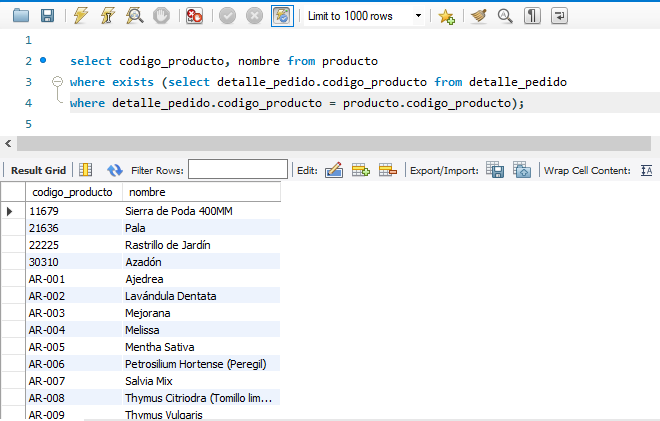 Limit to 1000 rows
1
2 select codigo_producto, nombre from producto
3 where exists (select detalle_pedido.codigo_producto from detalle_pedido
4 where detalle_pedido.codigo_producto = producto.codigo_producto);
5
Result Grid Filter Rows: Edit: Export/Import: Wrap Cell Content:
codigo_producto nombre
11679 Sierra de Poda 400MM
21636 Pala
22225 Rastrillo de Jardín
30310 Azadón
AR-001 Ajedrea
AR-002 Lavándula Dentata
AR-003 Mejorana
AR-004 Melissa
AR-005 Mentha Sativa
AR-006 Petrosilium Hortense (Peregil)
AR-007 Salvia Mix
AR-008 Thymus Citriodra (Tomillo lim...
AR-009 Thymus Vulgaris